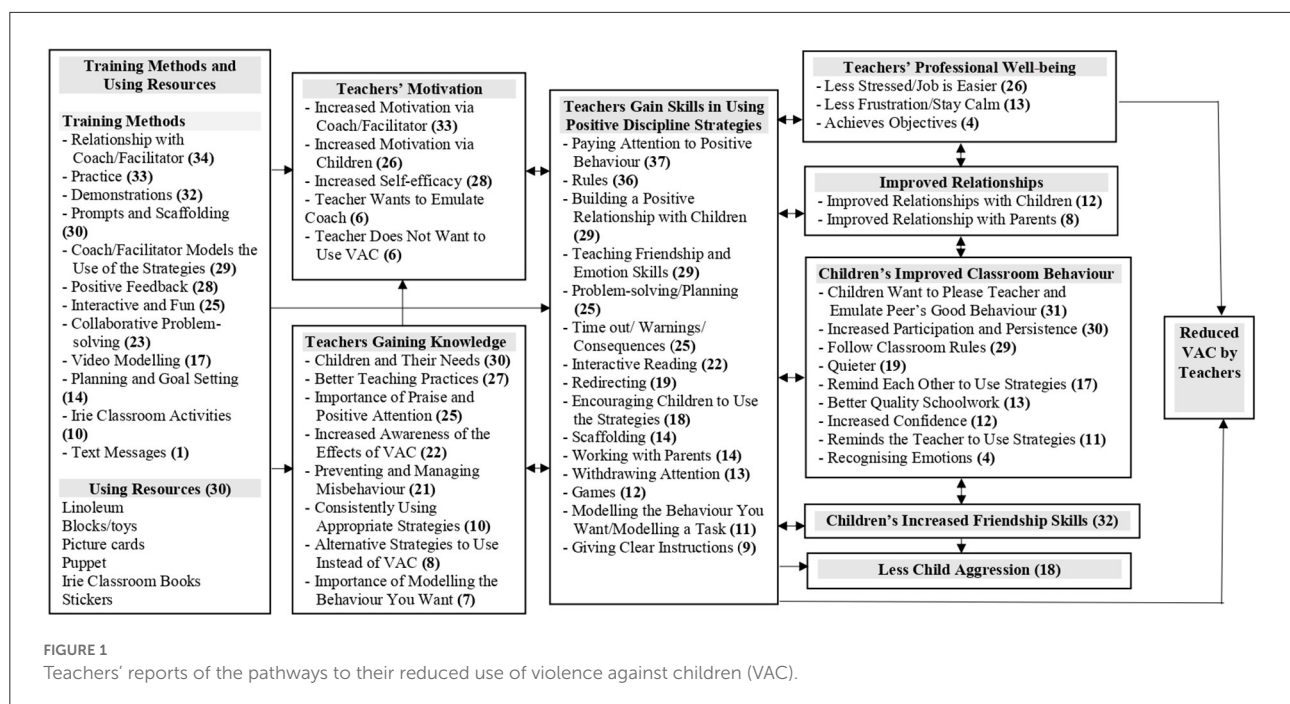 Training Methods and
Using Resources
Training Methods
- Relationship with
Coach/Facilitator (34)
- Practice (33)
- Demonstrations (32)
- Prompts and Scaffolding
(30)
- Coach/Facilitator Models the
Use of the Strategies (29)
- Positive Feedback (28)
- Interactive and Fun (25)
- Collaborative Problem-
solving (23)
- Video Modelling (17)
- Planning and Goal Setting
(14)
- Irie Classroom Activities
(10)
- Text Messages (1)
Using Resources (30)
Linoleum
Blocks/toys
Picture cards
Puppet
Irie Classroom Books
Stickers
Teachers' Motivation
- Increased Motivation via
Coach/Facilitator (33)
- Increased Motivation via
Children (26)
- Increased Self-efficacy (28)
- Teacher Wants to Emulate
Coach (6)
- Teacher Does Not Want to
Use VAC (6)
Teachers Gaining Knowledge
- Children and Their Needs (30)
- Better Teaching Practices (27)
- Importance of Praise and
Positive Attention (25)
- Increased Awareness of the
Effects of VAC (22)
- Preventing and Managing
Misbehaviour (21)
- Consistently Using
Appropriate Strategies (10)
- Alternative Strategies to Use
Instead of VAC (8)
- Importance of Modelling the
Behaviour You Want (7)
Teachers Gain Skills in Using
Positive Discipline Strategies
- Paying Attention to Positive
Behaviour (37)
- Rules (36)
- Building a Positive
Relationship with Children
(29)
- Teaching Friendship and
Emotion Skills (29)
- Problem-solving/Planning
(25)
- Time out/ Warnings/
Consequences (25)
- Interactive Reading (22)
- Redirecting (19)
- Encouraging Children to Use
the Strategies (18)
- Scaffolding (14)
- Working with Parents (14)
- Withdrawing Attention (13)
- Games (12)
- Modelling the Behaviour You
Want/Modelling a Task (11)
- Giving Clear Instructions (9)
Teachers' Professional Well-being
- Less Stressed/Job is Easier (26)
- Less Frustration/Stay Calm (13)
- Achieves Objectives (4)
Improved Relationships
- Improved Relationships with Children (12)
- Improved Relationship with Parents (8)
Children's Improved Classroom Behaviour
- Children Want to Please Teacher and
Emulate Peer's Good Behaviour (31)
- Increased Participation and Persistence (30)
- Follow Classroom Rules (29)
- Quieter (19)
- Remind Each Other to Use Strategies (17)
- Better Quality Schoolwork (13)
- Increased Confidence (12)
- Reminds the Teacher to Use Strategies (11)
- Recognising Emotions (4)
Children's Increased Friendship Skills (32)
Less Child Aggression (18)
Reduced
VAC by
Teachers
FIGURE 1
Teachers' reports of the pathways to their reduced use of violence against children (VAC).